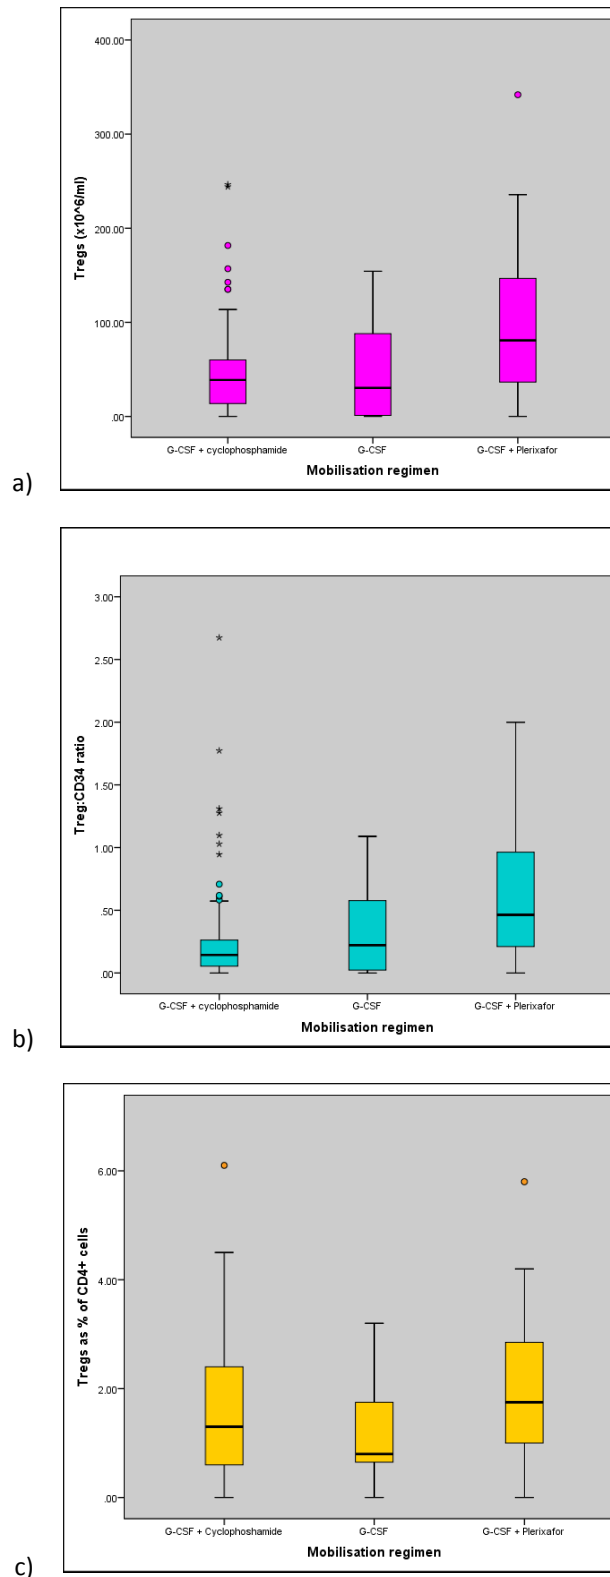 400.00
300.00
200.00
100.00
.00
Tregs (x10^6/ml)
G-CSF + cyclophosphamide
G-CSF
G-CSF + Plerixafor
Mobilisation regimen
a)
3.00
2.50
2.00
1.50
1.00
.50
.00
Treg:CD34 ratio
G-CSF + cyclophosphamide
G-CSF
G-CSF + Plerixafor
Mobilisation regimen
b)
6.00
4.00
2.00
.00
Tregs as % of CD4+ cells
G-CSF + Cyclophoshamide
G-CSF
G-CSF + Plerixafor
Mobilisation regimen
c)